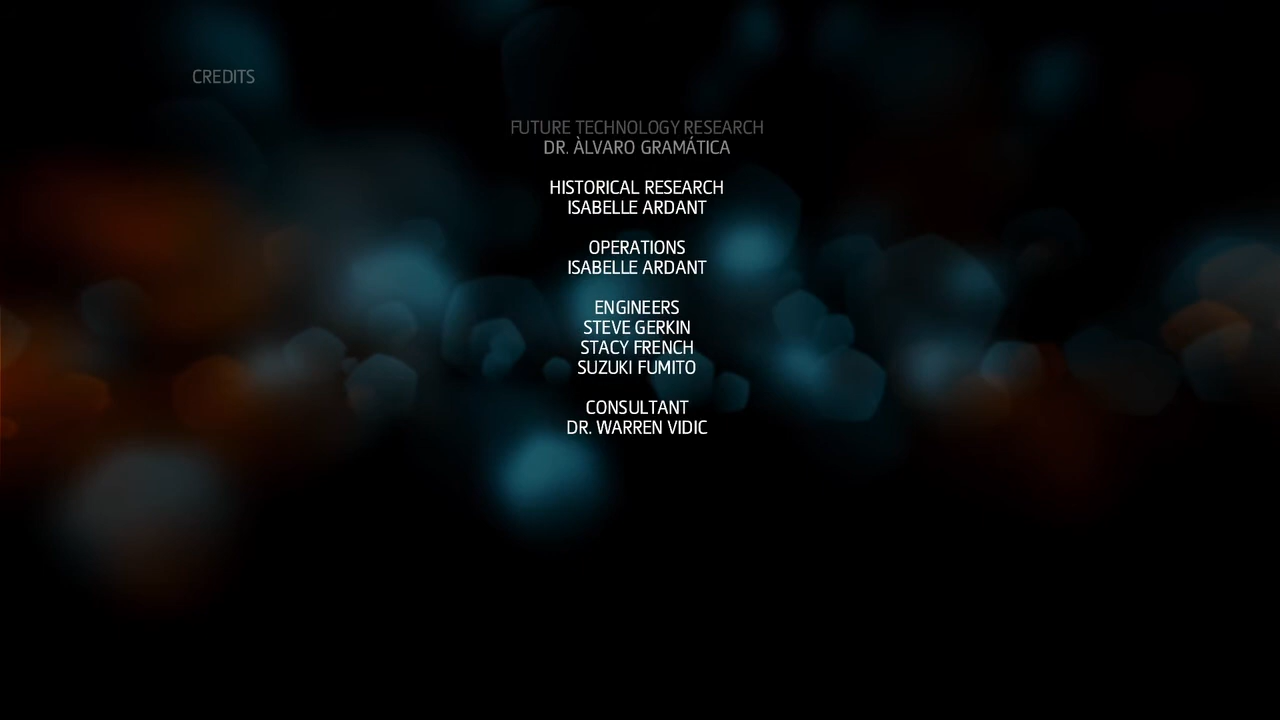 CREDITS
FUTURE TECHNOLOGY RESEARCH
DR. ÀLVARO GRAMÁTICA
HISTORICAL RESEARCH
ISABELLE ARDANT
OPERATIONS
ISABELLE ARDANT
ENGINEERS
STEVE GERKIN
STACY FRENCH
SUZUKI FUMITO
CONSULTANT
DR. WARREN VIDIC